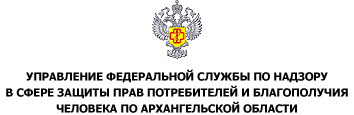 УПРАВЛЕНИЕ ФЕДЕРАЛЬНОЙ СЛУЖБЫ ПО НАДЗОРУ
В СФЕРЕ ЗАЩИТЫ ПРАВ ПОТРЕБИТЕЛЕЙ И БЛАГОПОЛУЧИЯ
ЧЕЛОВЕКА ПО АРХАНГЕЛЬСКОЙ ОБЛАСТИ